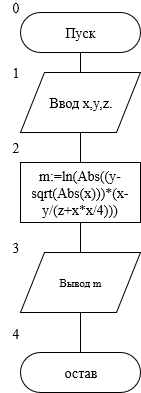 0
Пуск
1
Ввод x,y,z.
2
m:=ln(Abs((y-
sqrt(Abs(x)))*(x-
y/(z+x*x/4)))
3
Вывод m
4
остав